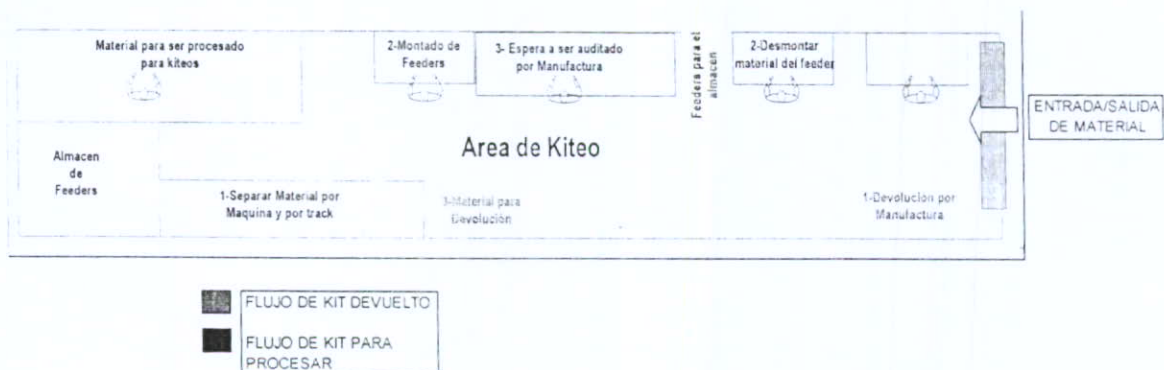 Material para ser procesado
para kiteos
2-Montado de
Feeders
3- Espera a ser auditado
por Manufactura
Feeders para el
almacen
2-Desmontar
material del feeder
ENTRADA/SALIDA
DE MATERIAL
Almacen
de
Feeders
Area de Kiteo
1-Separar Material por
Maquina y por track
3-Material para
Devolución
1-Devolución por
Manufactura
FLUJO DE KIT DEVUELTO
FLUJO DE KIT PARA
PROCESAR